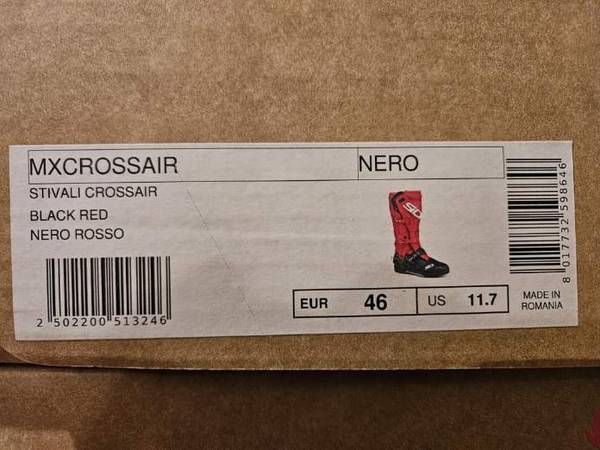 MXCROSSAIR
NERO
STIVALI CROSSAIR
BLACK RED
NERO ROSSO
EUR 46
US 11.7
MADE IN
ROMANIA
2 502200 513246
8 017732 598646